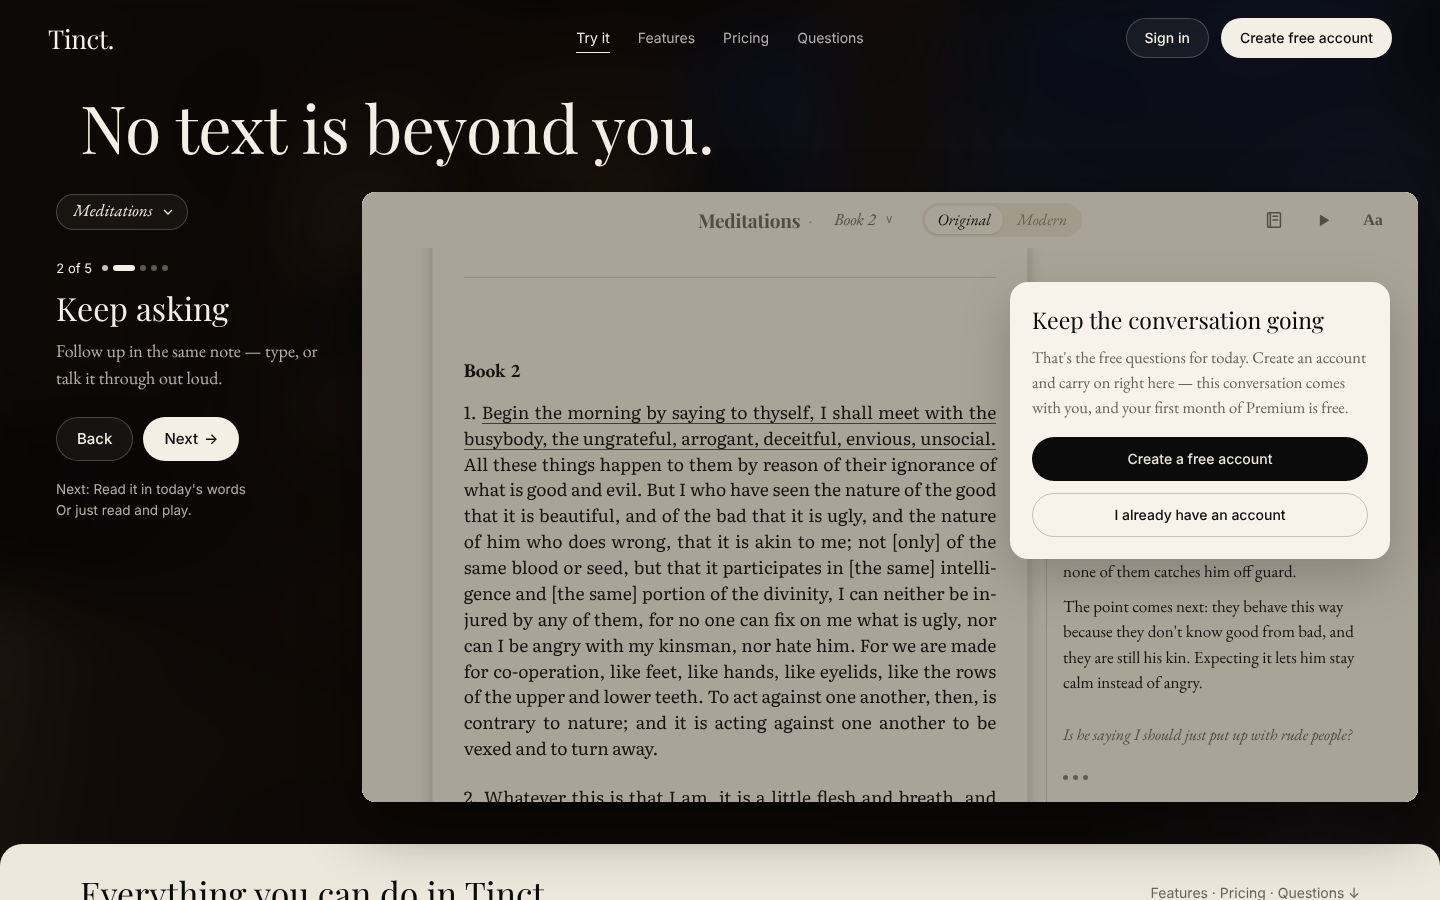 Tinct.
Try it
Features
Pricing
Questions
Sign in
Create free account
No text is beyond you.
Meditations
2 of 5
Keep asking
Follow up in the same note — type, or
talk it through out loud.
Back
Next →
Next: Read it in today's words
Or just read and play.
Meditations ·
Book 2
Original
Modern
Aa
Book 2
1. Begin the morning by saying to thyself, I shall meet with the
busybody, the ungrateful, arrogant, deceitful, envious, unsocial.
All these things happen to them by reason of their ignorance of
what is good and evil. But I who have seen the nature of the good
that it is beautiful, and of the bad that it is ugly, and the nature
of him who does wrong, that it is akin to me; not [only] of the
same blood or seed, but that it participates in [the same] intelli-
gence and [the same] portion of the divinity, I can neither be in-
jured by any of them, for no one can fix on me what is ugly, nor
can I be angry with my kinsman, nor hate him. For we are made
for co-operation, like feet, like hands, like eyelids, like the rows
of the upper and lower teeth. To act against one another, then, is
contrary to nature; and it is acting against one another to be
vexed and to turn away.
2. Whatever this is that I am, it is a little flesh and breath, and
Keep the conversation going
That's the free questions for today. Create an account
and carry on right here — this conversation comes
with you, and your first month of Premium is free.
Create a free account
I already have an account
none of them catches him off guard.
The point comes next: they behave this way
because they don't know good from bad, and
they are still his kin. Expecting it lets him stay
calm instead of angry.
Is he saying I should just put up with rude people?
Everything you can do in Tinct
Features · Pricing · Questions ↓